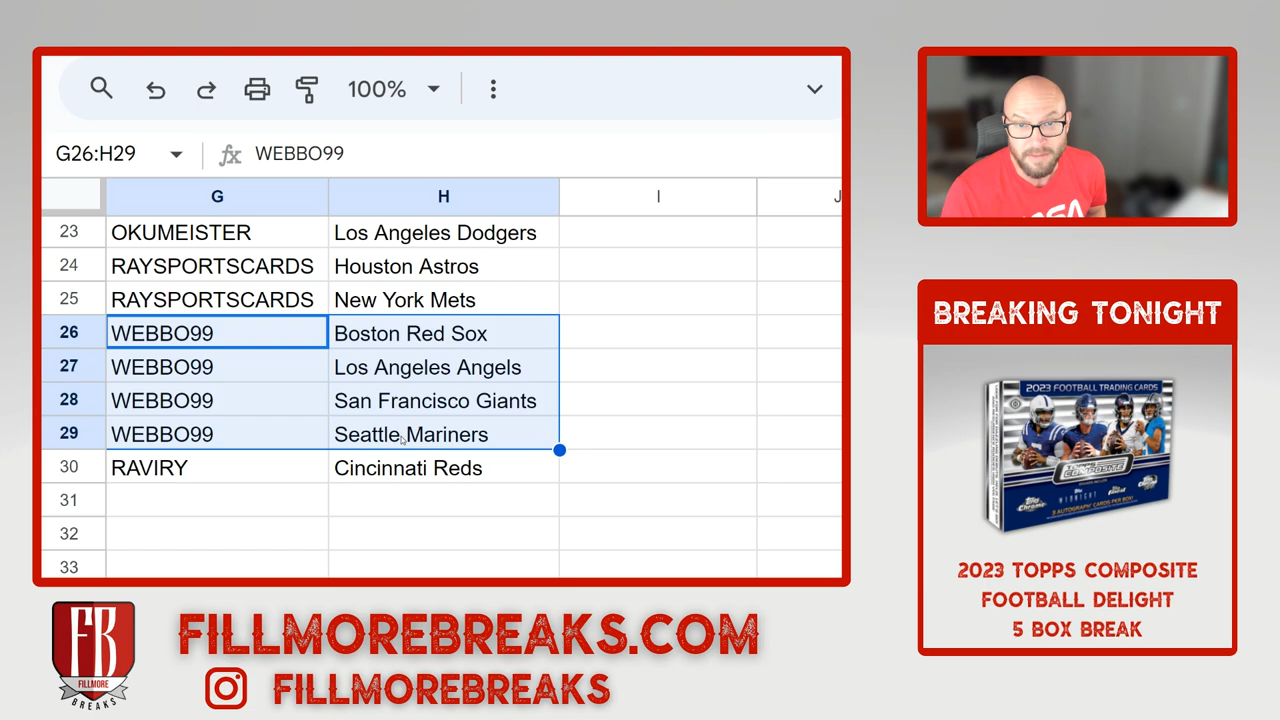 100%
G26:H29
fx
WEBBO99
G H I J
23 OKUMEISTER Los Angeles Dodgers
24 RAYSPORTSCARDS Houston Astros
25 RAYSPORTSCARDS New York Mets
26 WEBBO99 Boston Red Sox
27 WEBBO99 Los Angeles Angels
28 WEBBO99 San Francisco Giants
29 WEBBO99 Seattle Mariners
30 RAVIRY Cincinnati Reds
31
32
33
BREAKING TONIGHT
2023 FOOTBALL TRADING CARDS
TOPPS COMPOSITE
2023 TOPPS COMPOSITE
FOOTBALL DELIGHT
5 BOX BREAK
FB
FILLMORE
BREAKS
FILLMOREBREAKS.COM
FILLMOREBREAKS